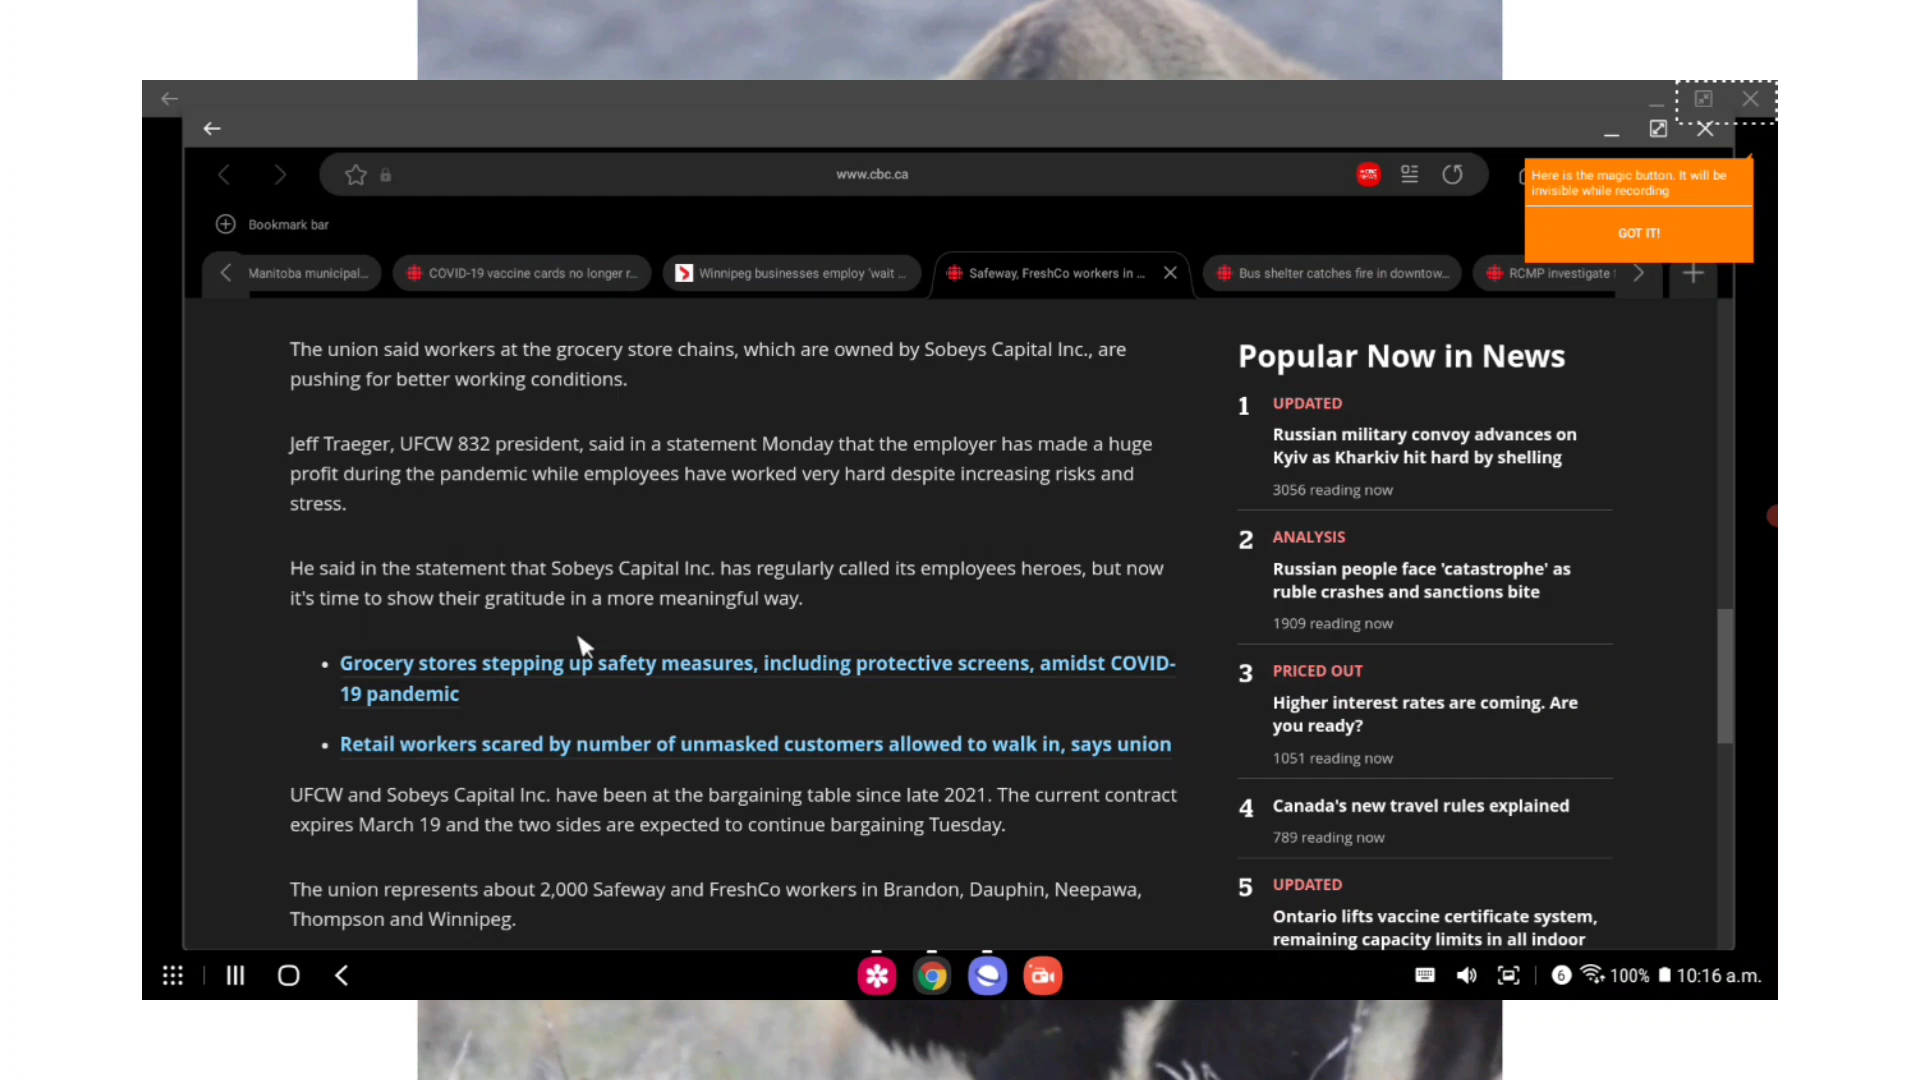 www.cbc.ca
Here is the magic button. It will be
invisible while recording
GOT IT!
Bookmark bar
Manitoba municipal...
COVID-19 vaccine cards no longer r...
Winnipeg businesses employ 'wait ...
Safeway, FreshCo workers in ...
Bus shelter catches fire in downtow...
RCMP investigate
The union said workers at the grocery store chains, which are owned by Sobeys Capital Inc., are
pushing for better working conditions.
Jeff Traeger, UFCW 832 president, said in a statement Monday that the employer has made a huge
profit during the pandemic while employees have worked very hard despite increasing risks and
stress.
He said in the statement that Sobeys Capital Inc. has regularly called its employees heroes, but now
it's time to show their gratitude in a more meaningful way.
• Grocery stores stepping up safety measures, including protective screens, amidst COVID-
19 pandemic
• Retail workers scared by number of unmasked customers allowed to walk in, says union
UFCW and Sobeys Capital Inc. have been at the bargaining table since late 2021. The current contract
expires March 19 and the two sides are expected to continue bargaining Tuesday.
The union represents about 2,000 Safeway and FreshCo workers in Brandon, Dauphin, Neepawa,
Thompson and Winnipeg.
Popular Now in News
1 UPDATED
Russian military convoy advances on
Kyiv as Kharkiv hit hard by shelling
3056 reading now
2 ANALYSIS
Russian people face 'catastrophe' as
ruble crashes and sanctions bite
1909 reading now
3 PRICED OUT
Higher interest rates are coming. Are
you ready?
1051 reading now
4 Canada's new travel rules explained
789 reading now
5 UPDATED
Ontario lifts vaccine certificate system,
remaining capacity limits in all indoor
6 100% 10:16 a.m.